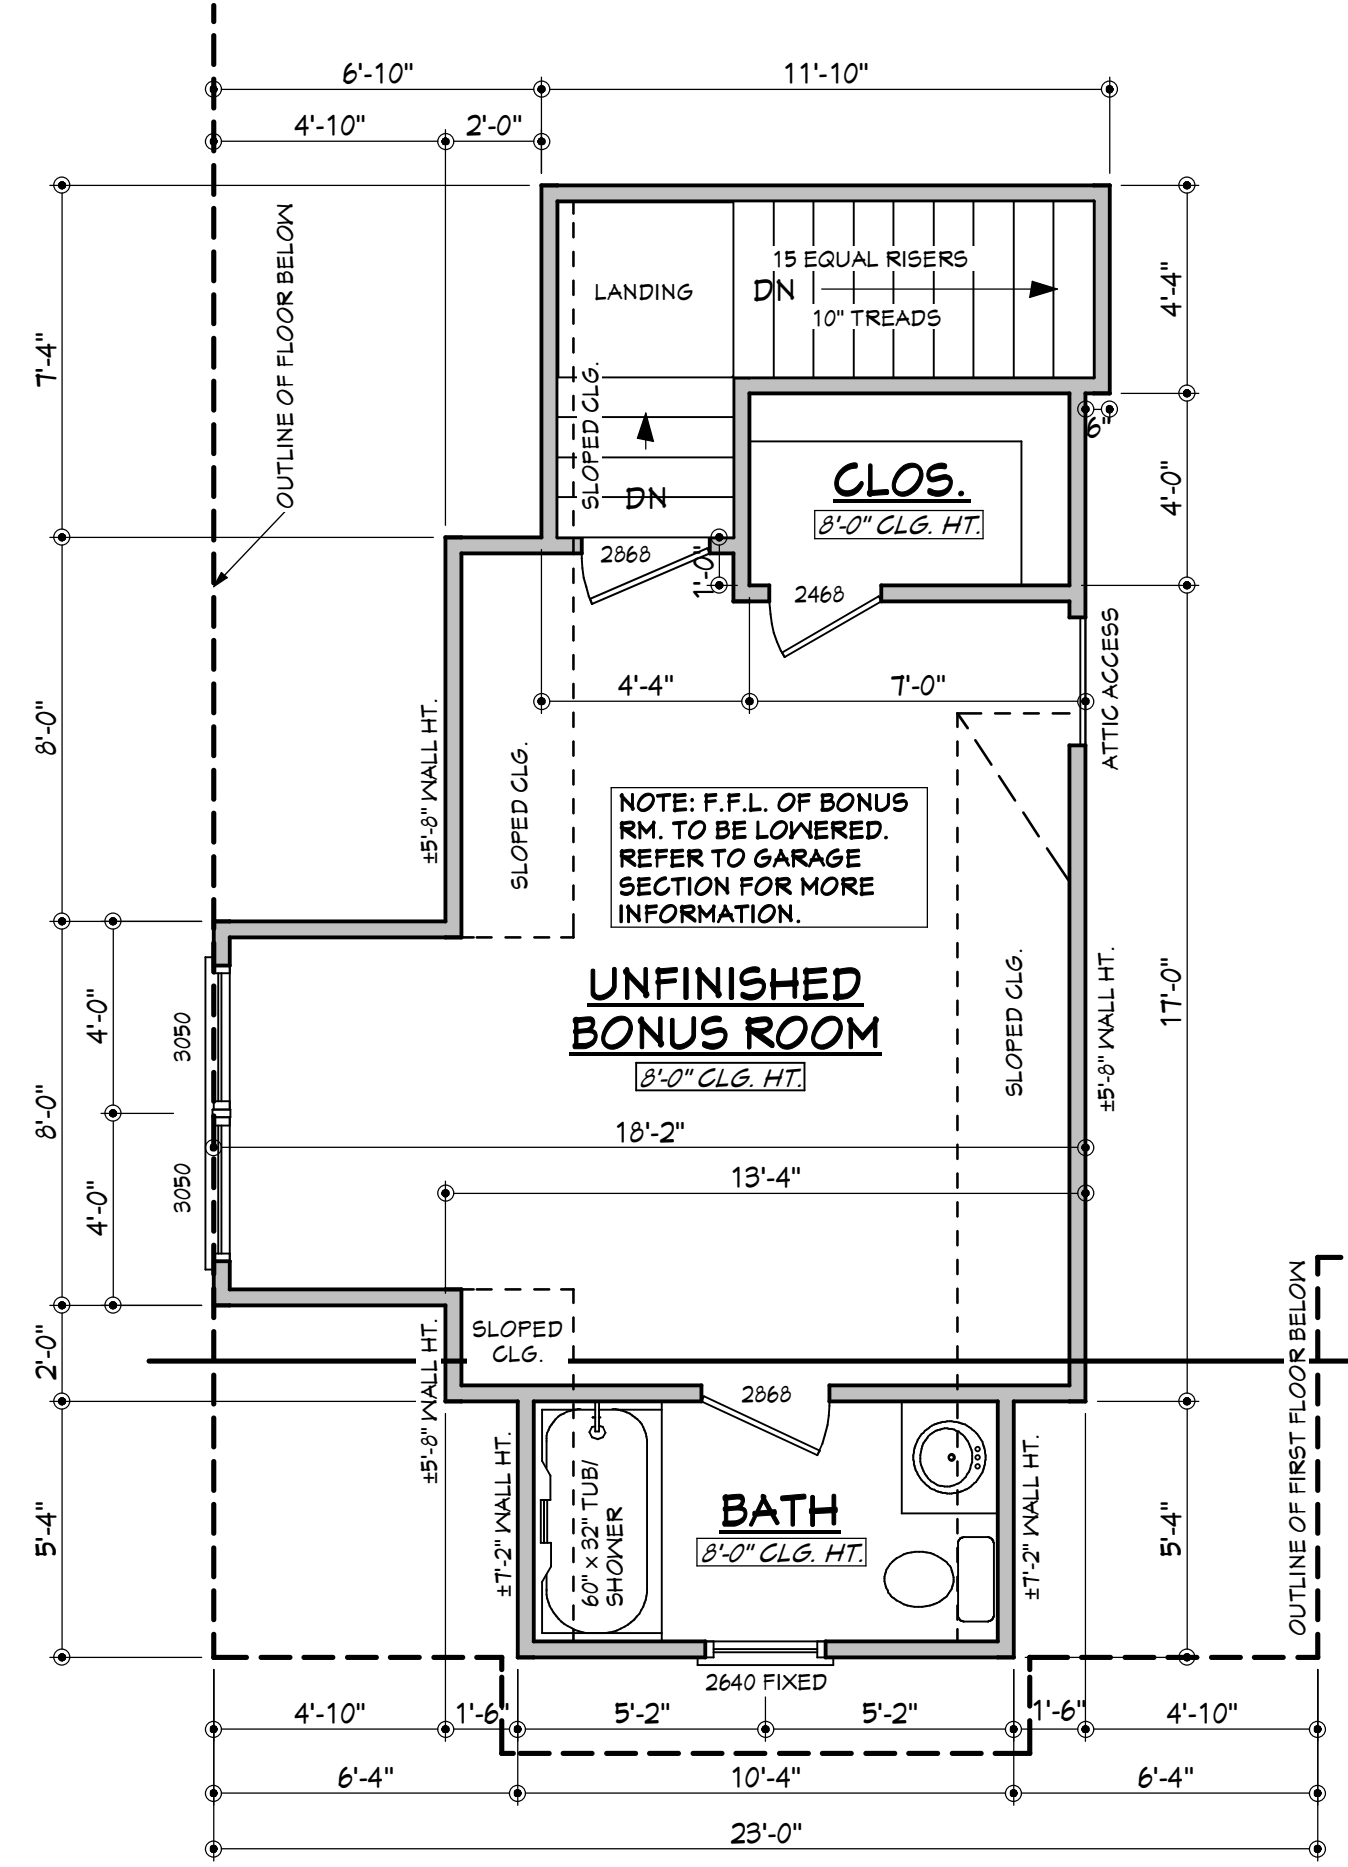 6'-10"
11'-10"
4'-10"
2'-0"
OUTLINE OF FLOOR BELOW
7'-4"
15 EQUAL RISERS
LANDING
DN
10" TREADS
4'-4"
SLOPED CLG.
6"
DN
CLOS.
8'-0" CLG. HT.
4'-0"
2868
1'-0"
2468
ATTIC ACCESS
4'-4"
7'-0"
8'-0"
±5'-8" WALL HT.
SLOPED CLG.
NOTE: F.F.L. OF BONUS
RM. TO BE LOWERED.
REFER TO GARAGE
SECTION FOR MORE
INFORMATION.
UNFINISHED
BONUS ROOM
8'-0" CLG. HT.
SLOPED CLG.
±5'-8" WALL HT.
17'-0"
4'-0"
3050
8'-0"
18'-2"
13'-4"
4'-0"
3050
2'-0"
±5'-8" WALL HT.
SLOPED
CLG.
OUTLINE OF FIRST FLOOR BELOW
2868
±7'-2" WALL HT.
60" x 32" TUB/
SHOWER
BATH
8'-0" CLG. HT.
±7'-2" WALL HT.
5'-4"
5'-4"
2640 FIXED
4'-10"
1'-6"
5'-2"
5'-2"
1'-6"
4'-10"
6'-4"
10'-4"
6'-4"
23'-0"